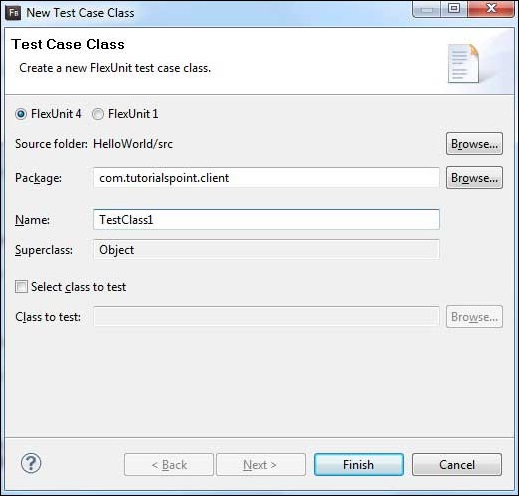 Fb New Test Case Class
Test Case Class
Create a new FlexUnit test case class.
FlexUnit 4 FlexUnit 1
Source folder: HelloWorld/src Browse...
Package: com.tutorialspoint.client Browse...
Name: TestClass1
Superclass: Object
Select class to test
Class to test: Browse...
? < Back Next > Finish Cancel